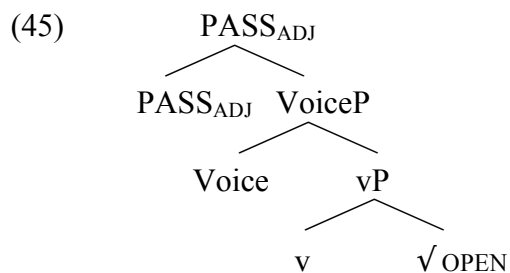 (45) PASS_ADJ
PASS_ADJ VoiceP
Voice vP
v √ OPEN